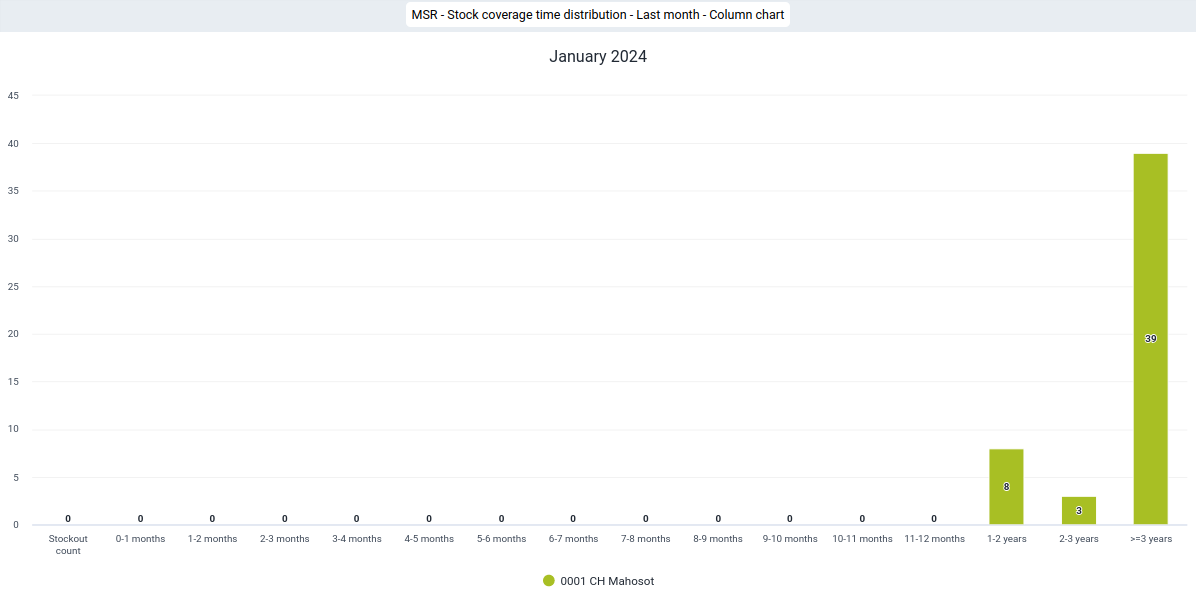 MSR - Stock coverage time distribution - Last month - Column chart
January 2024
45
40
35
30
25
20
15
10
5
0
0 0 0 0 0 0 0 0 0 0 0 0 0 8 3 39
Stockout count 0-1 months 1-2 months 2-3 months 3-4 months 4-5 months 5-6 months 6-7 months 7-8 months 8-9 months 9-10 months 10-11 months 11-12 months 1-2 years 2-3 years >=3 years
0001 CH Mahosot